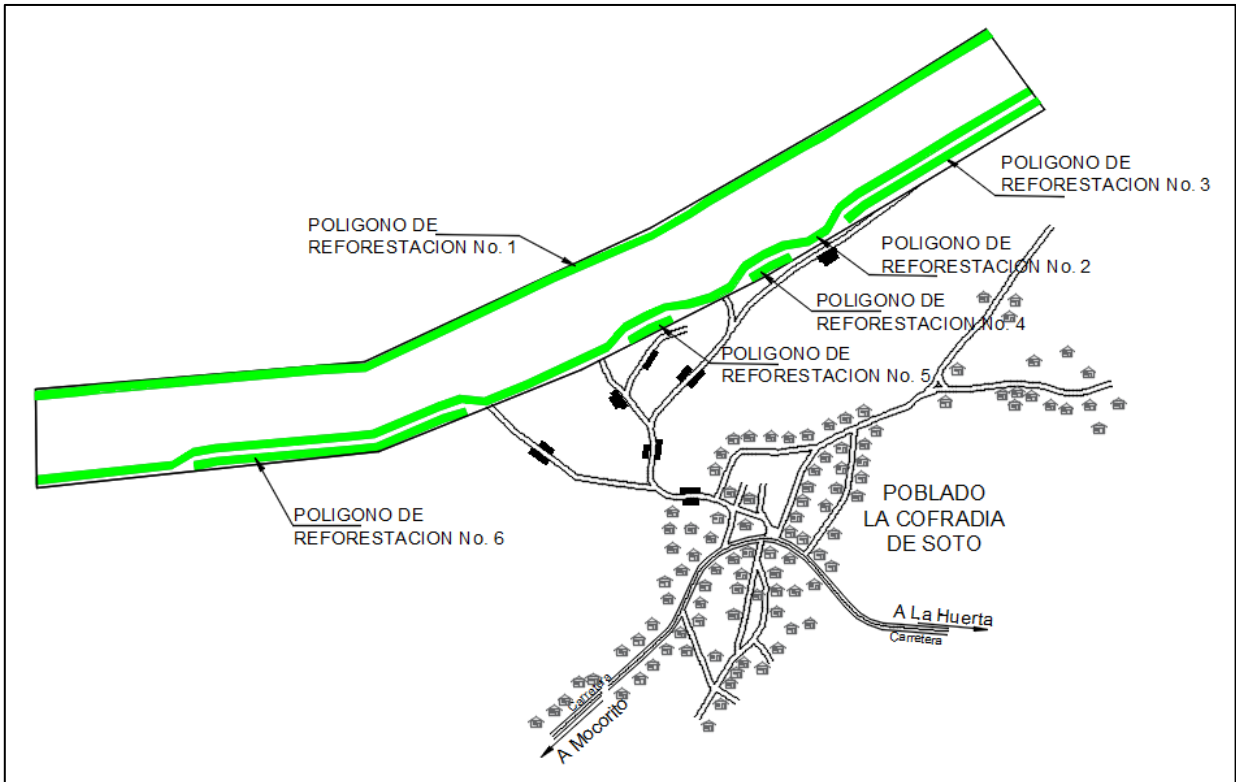 POLIGONO DE
REFORESTACION No. 3
POLIGONO DE
REFORESTACION No. 1
POLIGONO DE
REFORESTACION No. 2
POLIGONO DE
REFORESTACION No. 4
POLIGONO DE
REFORESTACION No. 5
POBLADO
LA COFRADIA
DE SOTO
POLIGONO DE
REFORESTACION No. 6
A La Huerta
Carretera
Carretera
A Mocorito